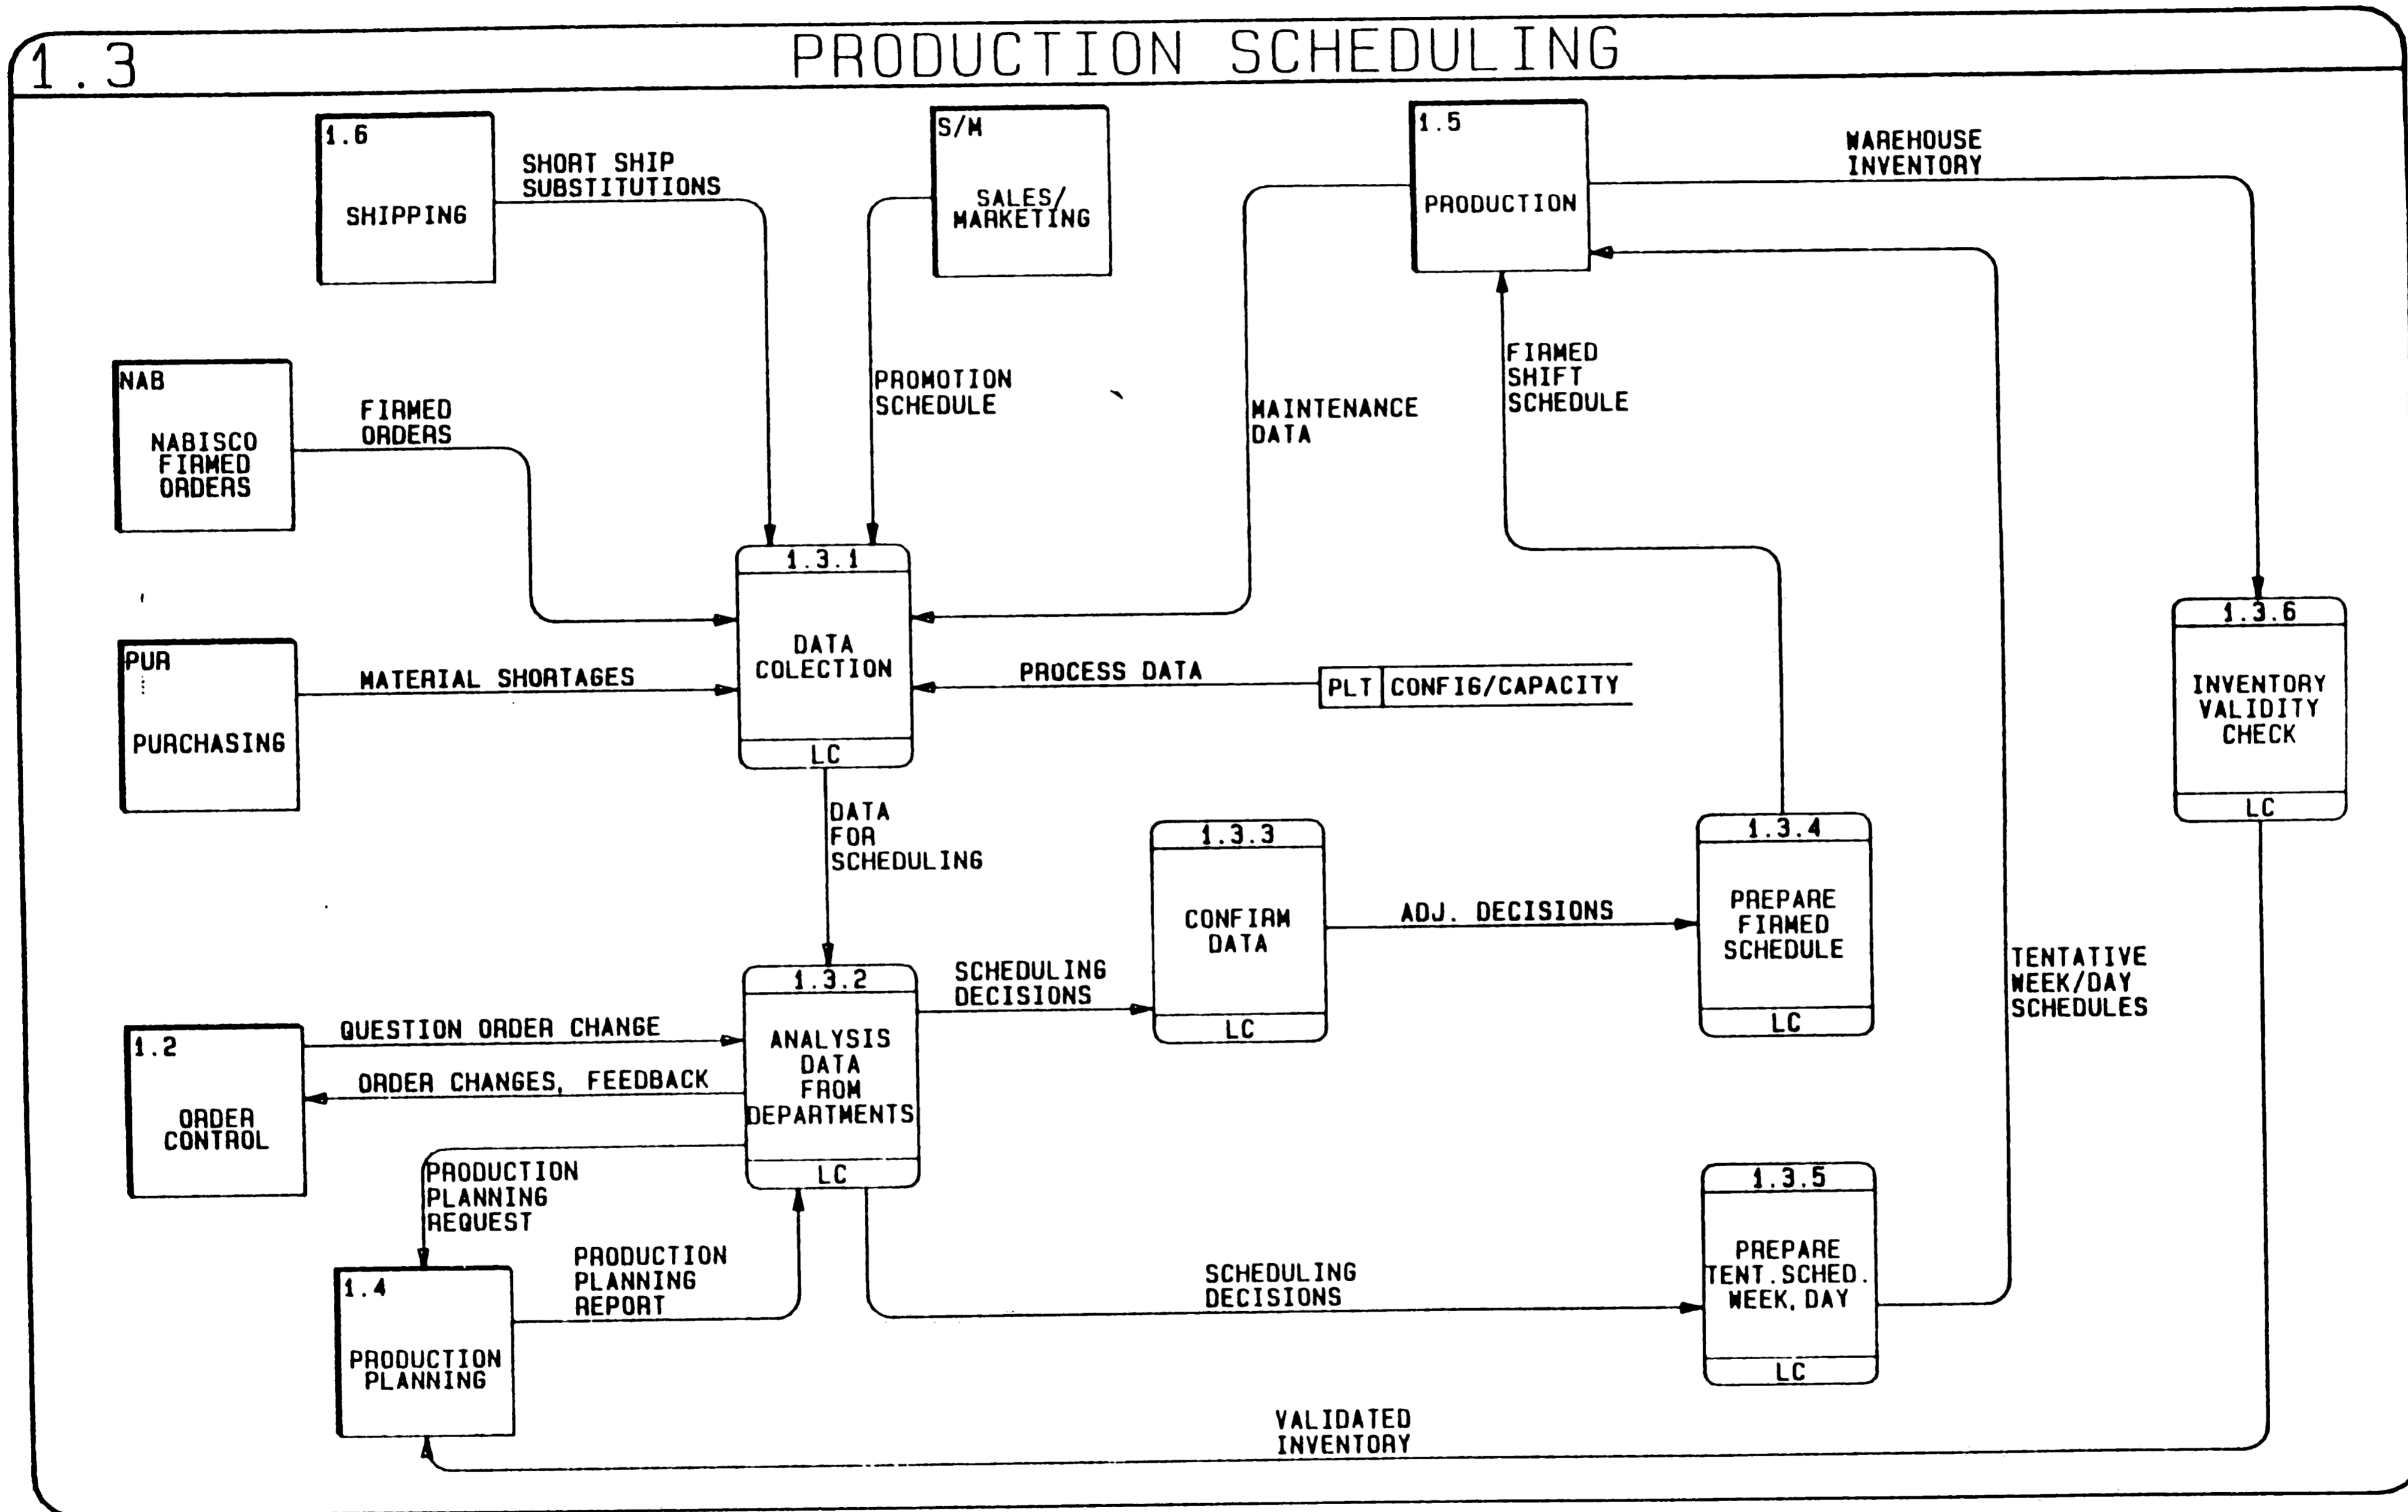 1.3
PRODUCTION SCHEDULING
1.6
SHIPPING
SHORT SHIP
SUBSTITUTIONS
S/M
SALES/
MARKETING
1.5
PRODUCTION
WAREHOUSE
INVENTORY
NAB
NABISCO
FIRMED
ORDERS
FIRMED
ORDERS
PROMOTION
SCHEDULE
MAINTENANCE
DATA
FIRMED
SHIFT
SCHEDULE
1.3.1
DATA
COLECTION
LC
PUR
PURCHASING
MATERIAL SHORTAGES
PROCESS DATA
PLT
CONFIG/CAPACITY
1.3.6
INVENTORY
VALIDITY
CHECK
LC
DATA
FOR
SCHEDULING
1.3.3
CONFIRM
DATA
LC
ADJ. DECISIONS
1.3.4
PREPARE
FIRMED
SCHEDULE
LC
TENTATIVE
WEEK/DAY
SCHEDULES
1.3.2
ANALYSIS
DATA
FROM
DEPARTMENTS
LC
SCHEDULING
DECISIONS
1.2
ORDER
CONTROL
QUESTION ORDER CHANGE
ORDER CHANGES, FEEDBACK
PRODUCTION
PLANNING
REQUEST
1.4
PRODUCTION
PLANNING
PRODUCTION
PLANNING
REPORT
SCHEDULING
DECISIONS
1.3.5
PREPARE
TENT.SCHED.
WEEK, DAY
LC
VALIDATED
INVENTORY